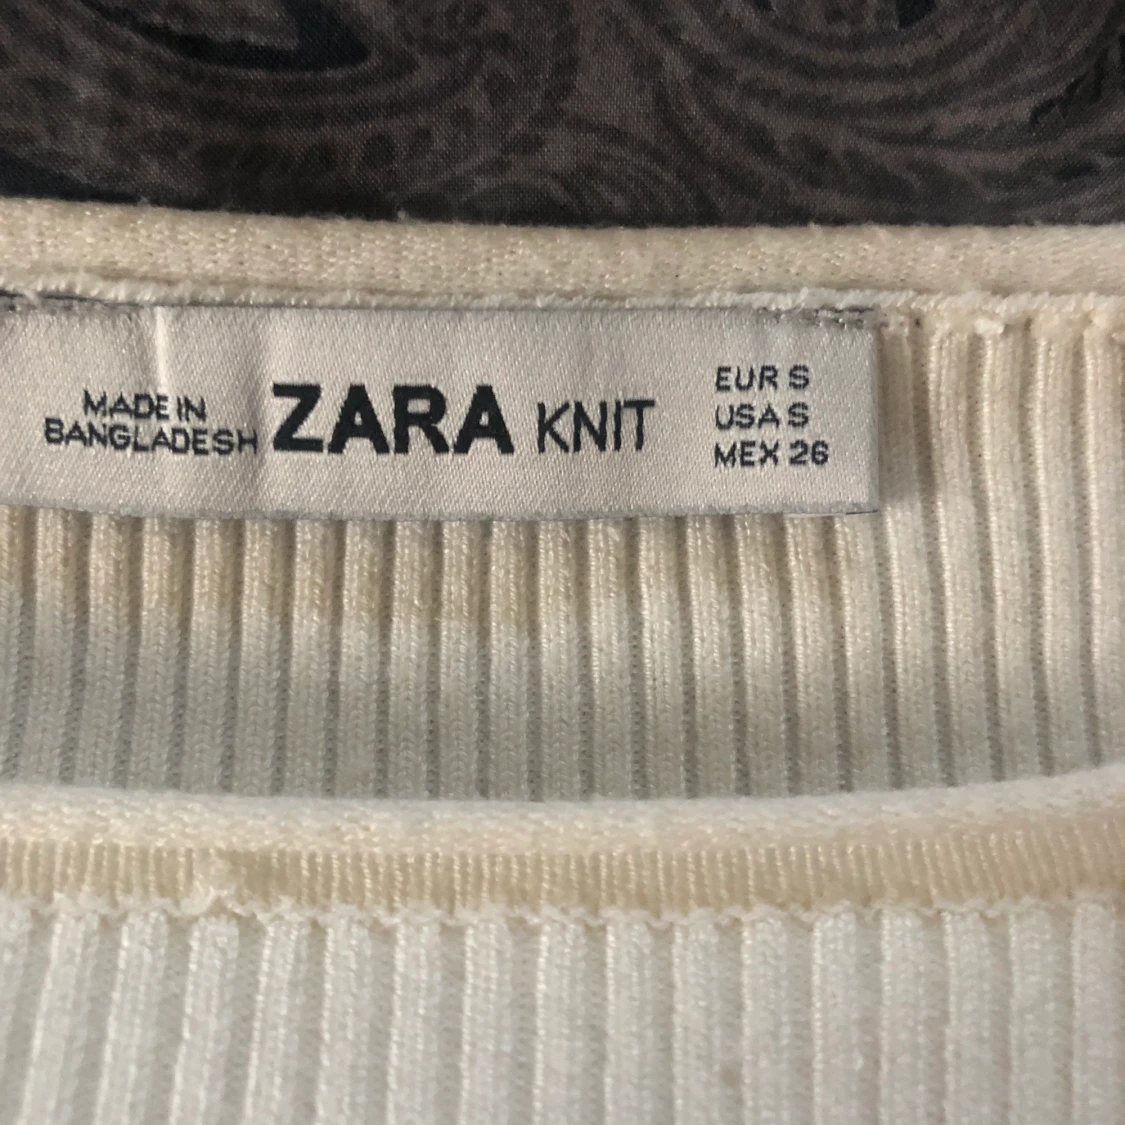 MADE IN
BANGLADESH
ZARA KNIT
EUR S
USA S
MEX 26